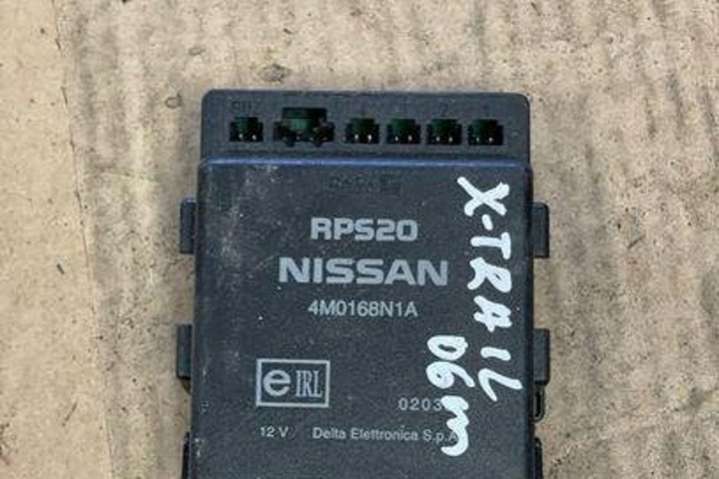 RPS20
NISSAN
4M0168N1A
e IRL
0203
12 V Delta Elettronica S.p.A
X-TRAIL
06m